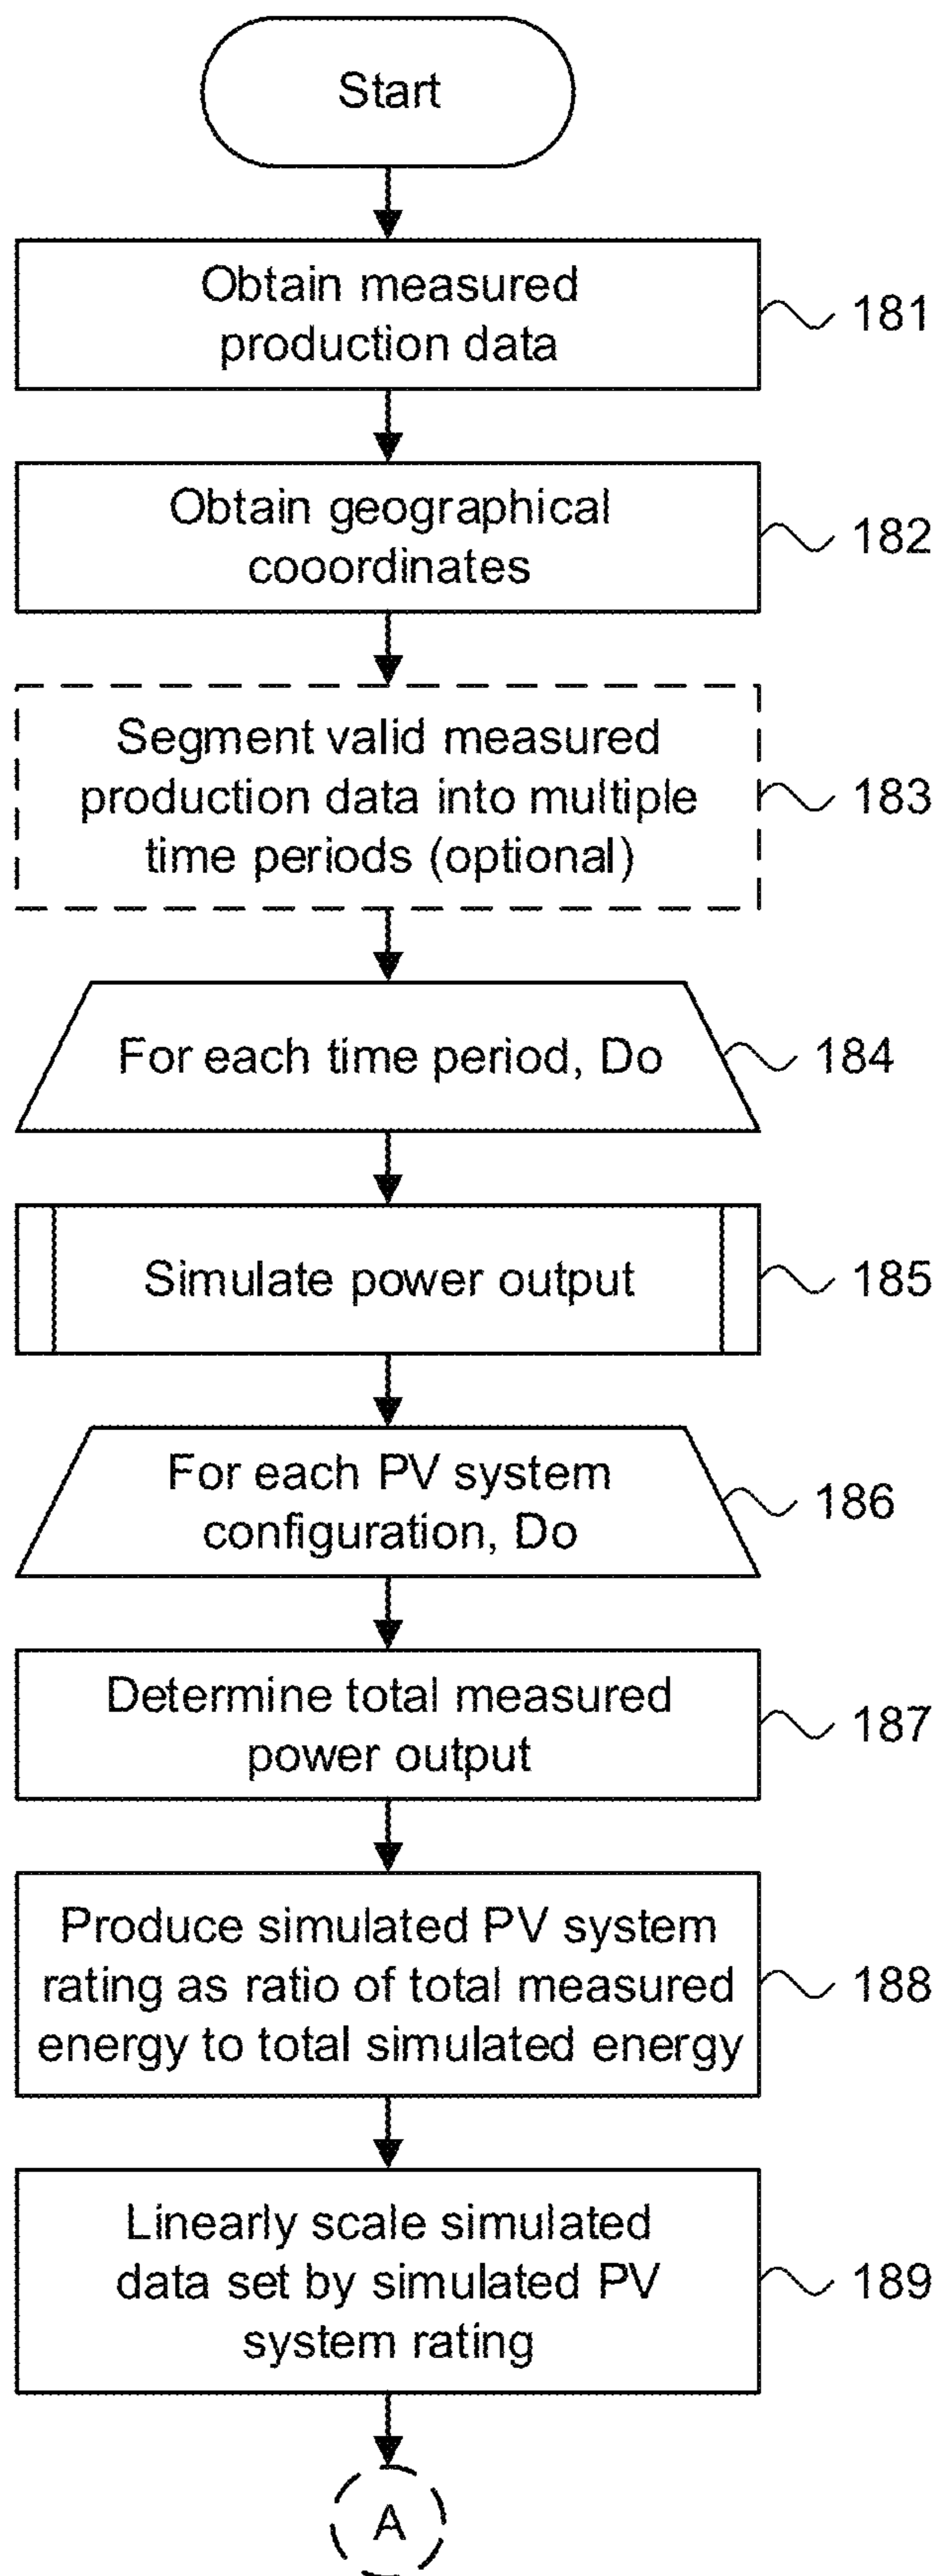 Start
Obtain measured
production data
181
Obtain geographical
cooordinates
182
Segment valid measured
production data into multiple
time periods (optional)
183
For each time period, Do
184
Simulate power output
185
For each PV system
configuration, Do
186
Determine total measured
power output
187
Produce simulated PV system
rating as ratio of total measured
energy to total simulated energy
188
Linearly scale simulated
data set by simulated PV
system rating
189
A